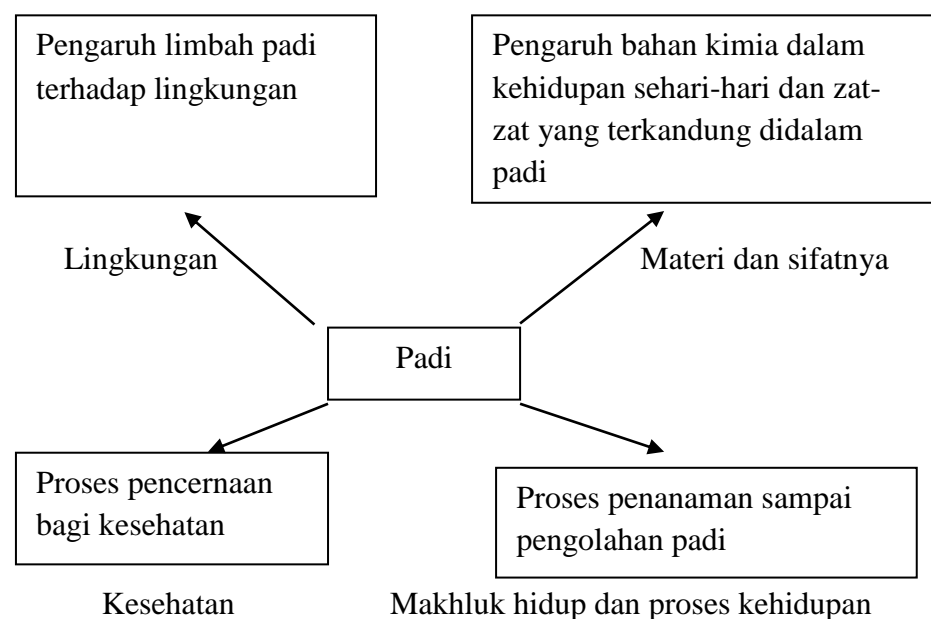 Pengaruh limbah padi
terhadap lingkungan
Pengaruh bahan kimia dalam
kehidupan sehari-hari dan zat-
zat yang terkandung didalam
padi
Lingkungan
Materi dan sifatnya
Padi
Proses pencernaan
bagi kesehatan
Proses penanaman sampai
pengolahan padi
Kesehatan
Makhluk hidup dan proses kehidupan